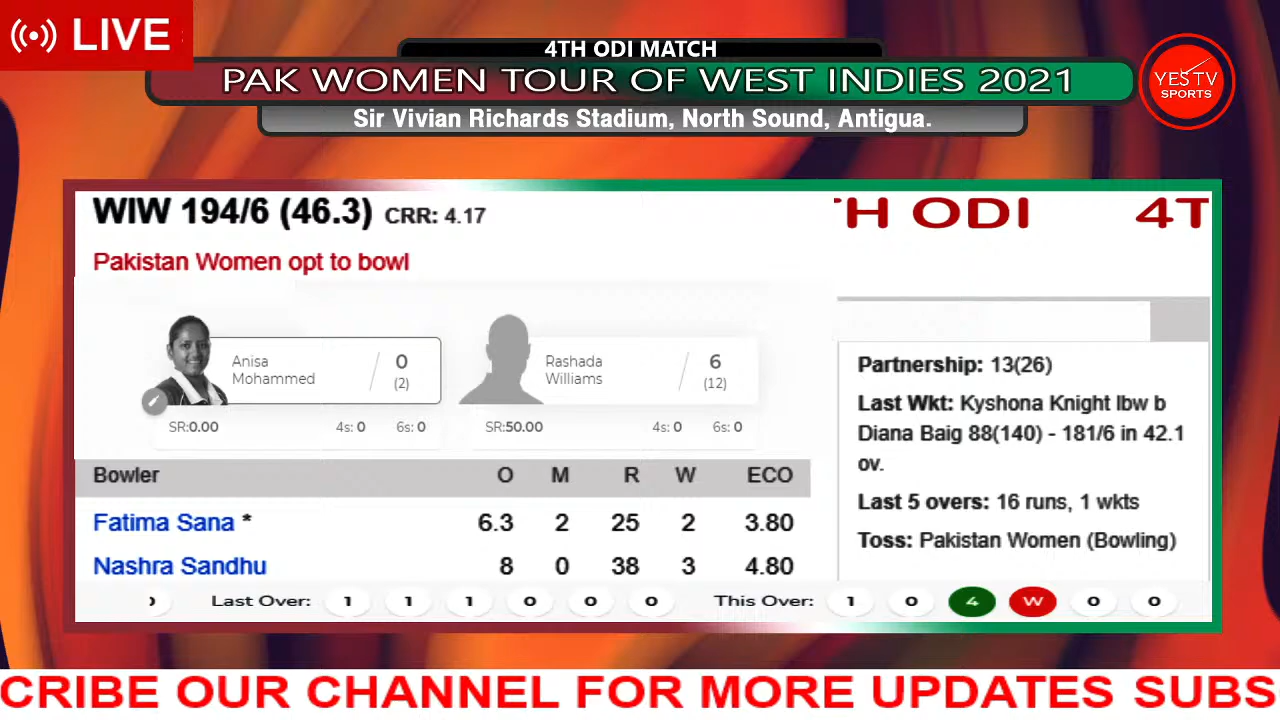 LIVE
4TH ODI MATCH
PAK WOMEN TOUR OF WEST INDIES 2021
Sir Vivian Richards Stadium, North Sound, Antigua.
YES TV
SPORTS
WIW 194/6 (46.3) CRR: 4.17
Pakistan Women opt to bowl
TH ODI 4T
Anisa
Mohammed
0
(2)
SR:0.00 4s: 0 6s: 0
Rashada
Williams
6
(12)
SR:50.00 4s: 0 6s: 0
Bowler O M R W ECO
Fatima Sana * 6.3 2 25 2 3.80
Nashra Sandhu 8 0 38 3 4.80
Partnership: 13(26)
Last Wkt: Kyshona Knight lbw b
Diana Baig 88(140) - 181/6 in 42.1
ov.
Last 5 overs: 16 runs, 1 wkts
Toss: Pakistan Women (Bowling)
Last Over: 1 1 1 0 0 0 This Over: 1 0 4 W 0 0
CRIBE OUR CHANNEL FOR MORE UPDATES SUBS